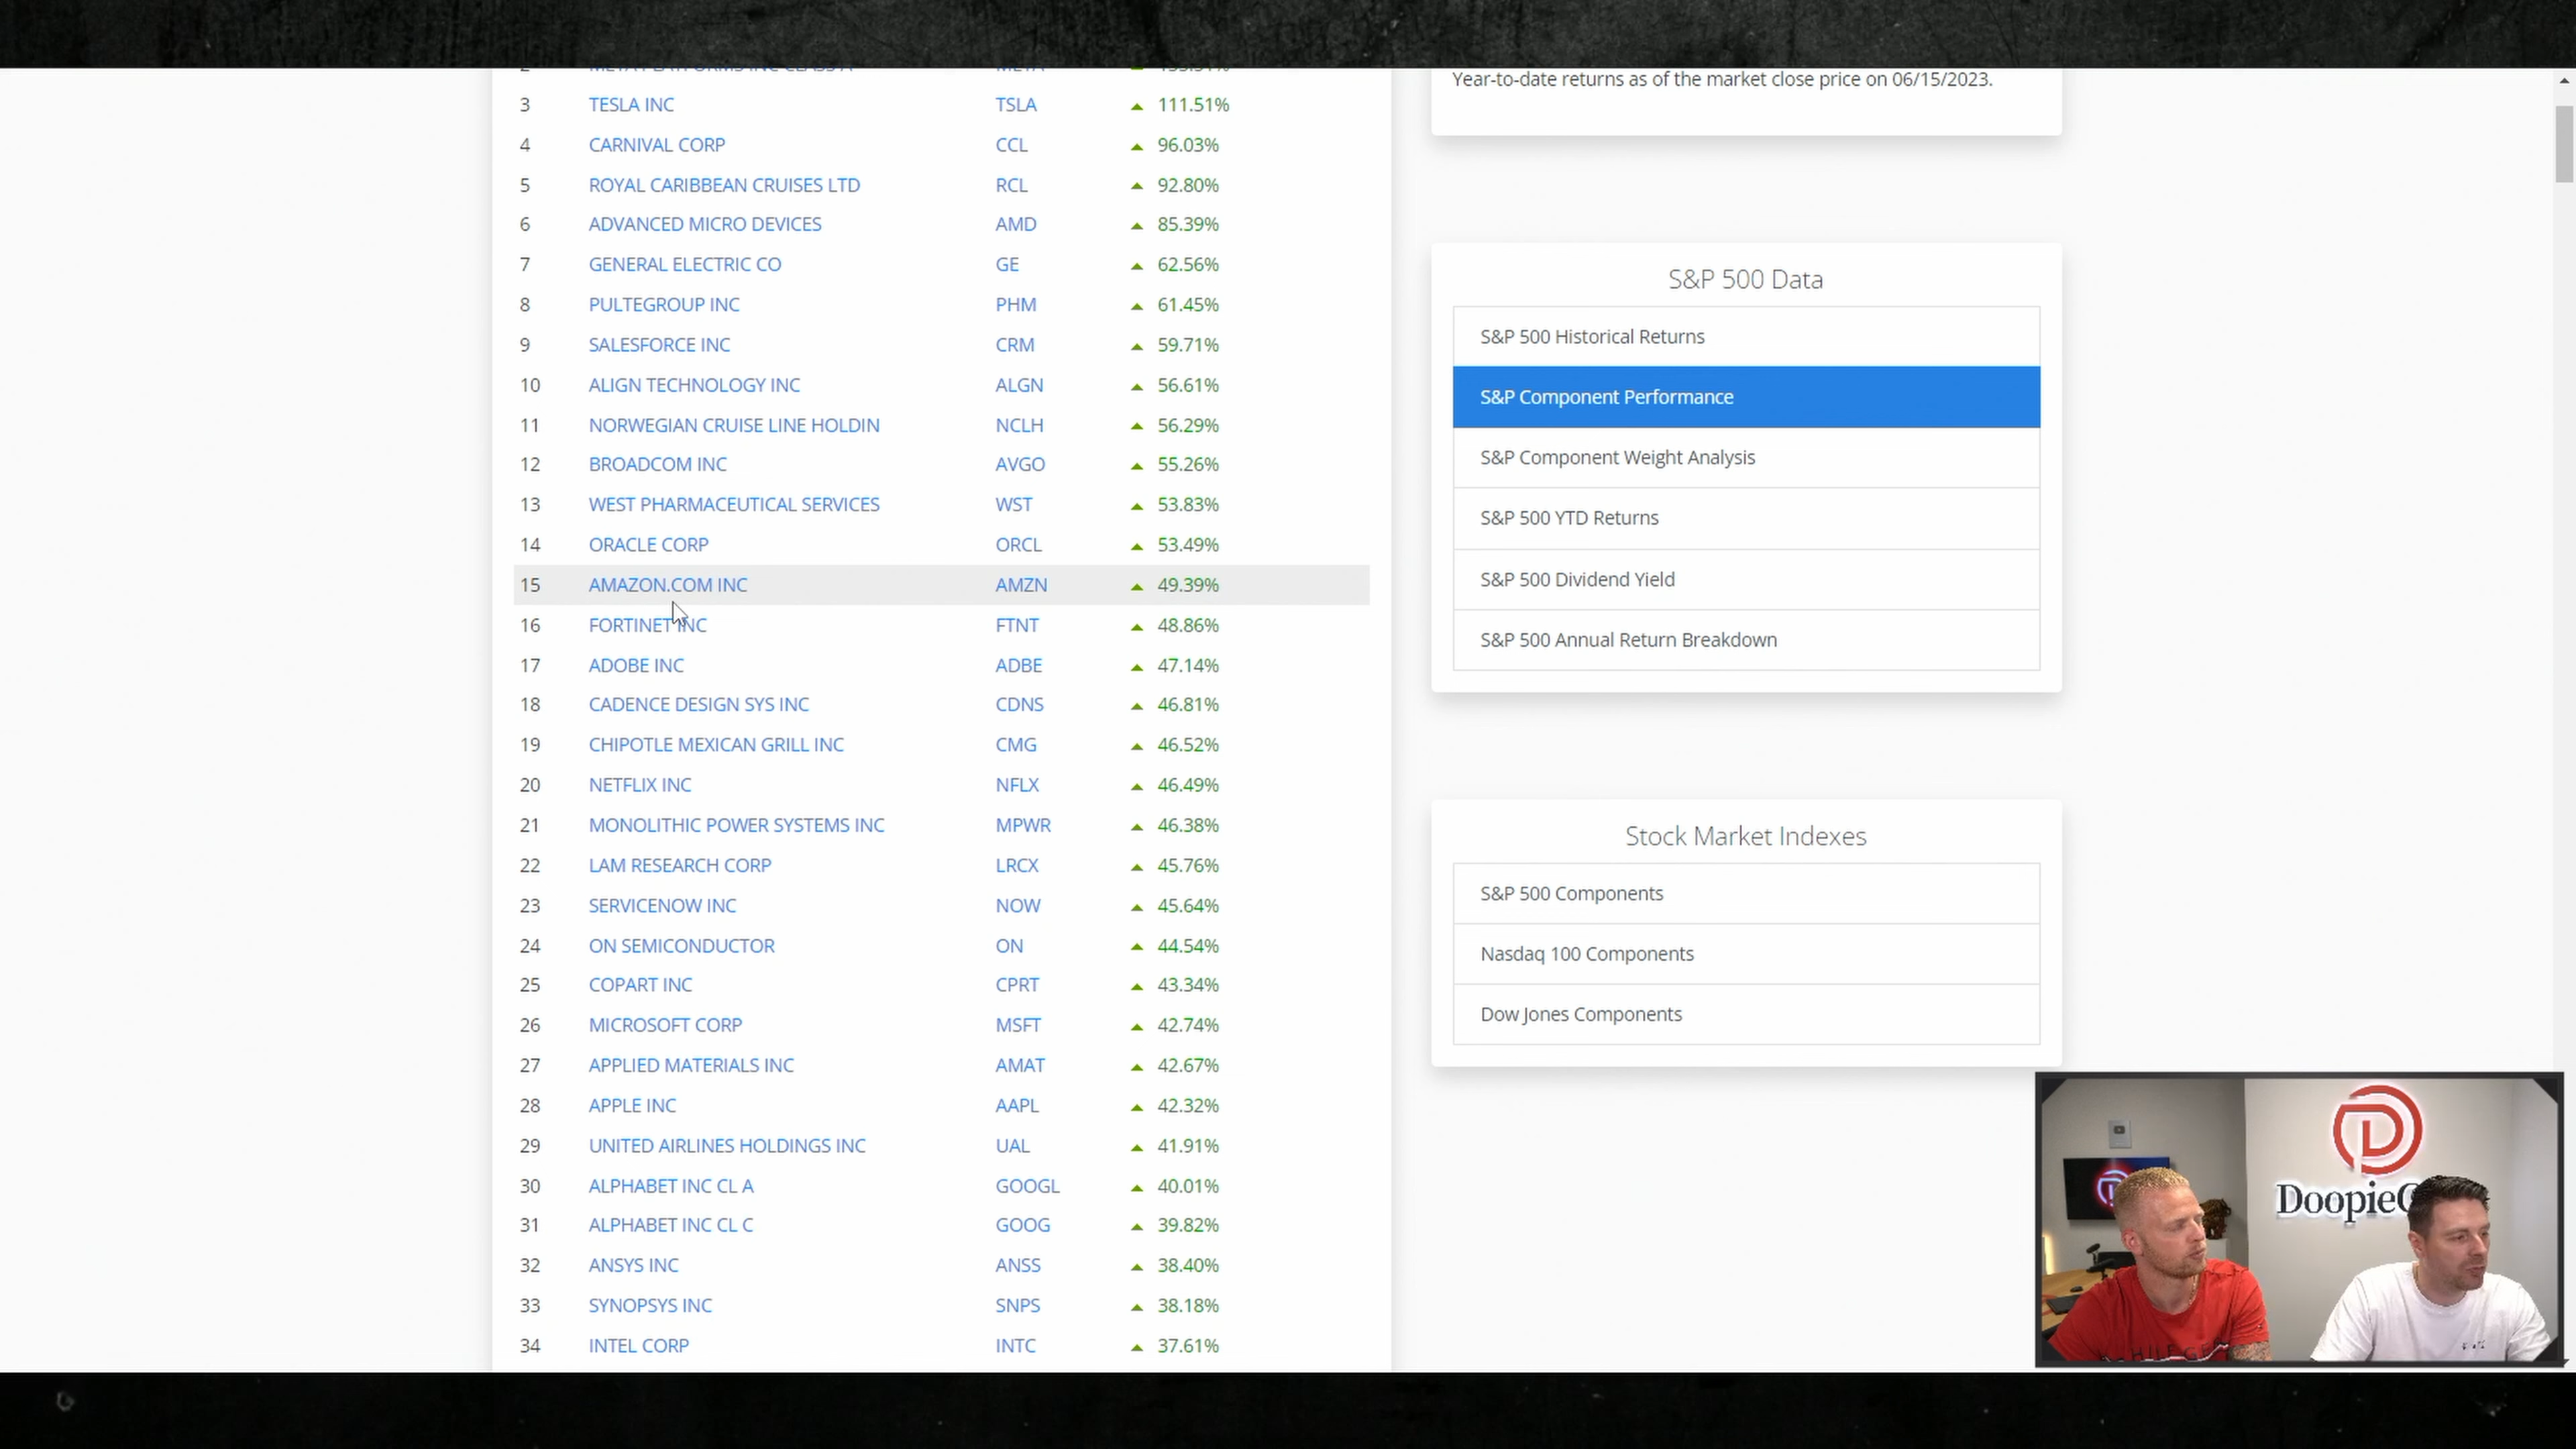 3 TESLA INC TSLA 111.51%
4 CARNIVAL CORP CCL 96.03%
5 ROYAL CARIBBEAN CRUISES LTD RCL 92.80%
6 ADVANCED MICRO DEVICES AMD 85.39%
7 GENERAL ELECTRIC CO GE 62.56%
8 PULTEGROUP INC PHM 61.45%
9 SALESFORCE INC CRM 59.71%
10 ALIGN TECHNOLOGY INC ALGN 56.61%
11 NORWEGIAN CRUISE LINE HOLDIN NCLH 56.29%
12 BROADCOM INC AVGO 55.26%
13 WEST PHARMACEUTICAL SERVICES WST 53.83%
14 ORACLE CORP ORCL 53.49%
15 AMAZON.COM INC AMZN 49.39%
16 FORTINET INC FTNT 48.86%
17 ADOBE INC ADBE 47.14%
18 CADENCE DESIGN SYS INC CDNS 46.81%
19 CHIPOTLE MEXICAN GRILL INC CMG 46.52%
20 NETFLIX INC NFLX 46.49%
21 MONOLITHIC POWER SYSTEMS INC MPWR 46.38%
22 LAM RESEARCH CORP LRCX 45.76%
23 SERVICENOW INC NOW 45.64%
24 ON SEMICONDUCTOR ON 44.54%
25 COPART INC CPRT 43.34%
26 MICROSOFT CORP MSFT 42.74%
27 APPLIED MATERIALS INC AMAT 42.67%
28 APPLE INC AAPL 42.32%
29 UNITED AIRLINES HOLDINGS INC UAL 41.91%
30 ALPHABET INC CL A GOOGL 40.01%
31 ALPHABET INC CL C GOOG 39.82%
32 ANSYS INC ANSS 38.40%
33 SYNOPSYS INC SNPS 38.18%
34 INTEL CORP INTC 37.61%
Year-to-date returns as of the market close price on 06/15/2023.
S&P 500 Data
S&P 500 Historical Returns
S&P Component Performance
S&P Component Weight Analysis
S&P 500 YTD Returns
S&P 500 Dividend Yield
S&P 500 Annual Return Breakdown
Stock Market Indexes
S&P 500 Components
Nasdaq 100 Components
Dow Jones Components